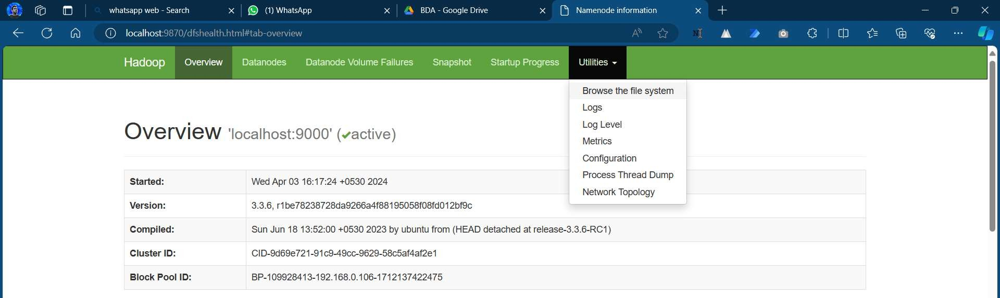 whatsapp web - Search
(1) WhatsApp
BDA - Google Drive
Namenode information
localhost:9870/dfshealth.html#tab-overview
Hadoop Overview Datanodes Datanode Volume Failures Snapshot Startup Progress Utilities
Browse the file system
Logs
Log Level
Metrics
Configuration
Process Thread Dump
Network Topology
Overview 'localhost:9000' (✔active)
Started: Wed Apr 03 16:17:24 +0530 2024
Version: 3.3.6, r1be78238728da9266a4f88195058f08fd012bf9c
Compiled: Sun Jun 18 13:52:00 +0530 2023 by ubuntu from (HEAD detached at release-3.3.6-RC1)
Cluster ID: CID-9d69e721-91c9-49cc-9629-58c5af4af2e1
Block Pool ID: BP-109928413-192.168.0.106-1712137422475